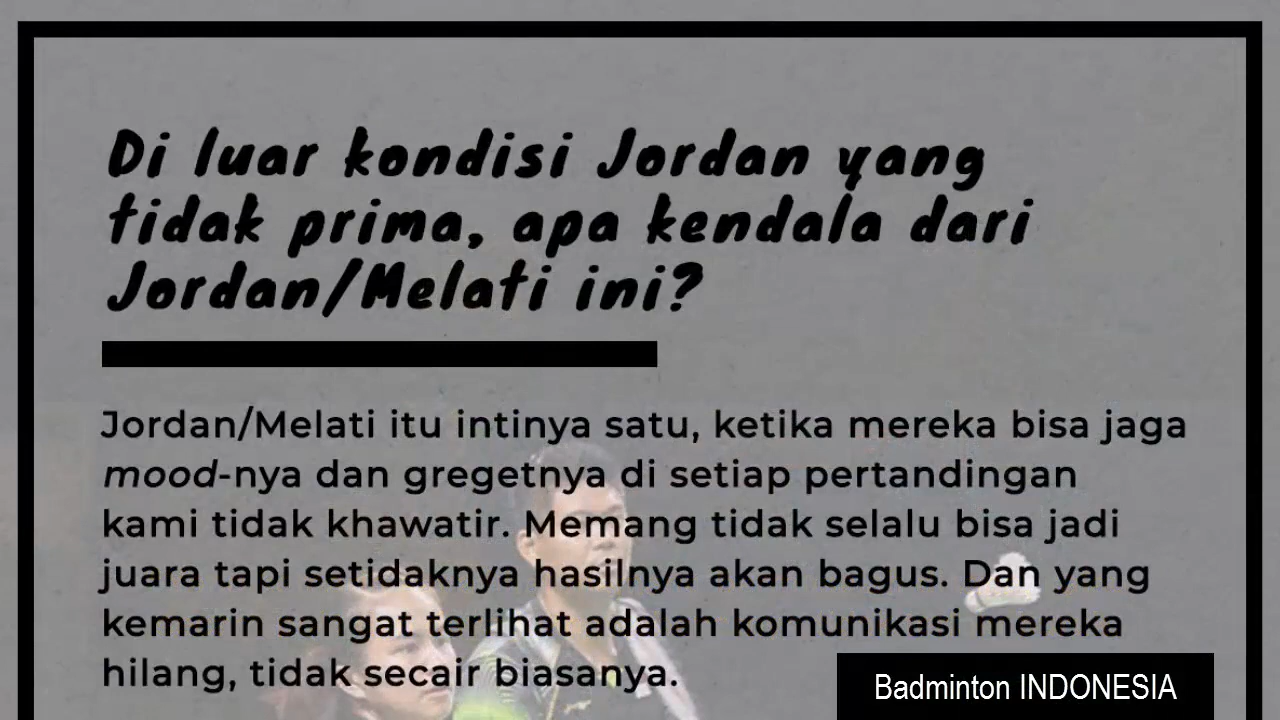 Di luar kondisi Jordan yang
tidak prima, apa kendala dari
Jordan/Melati ini?
Jordan/Melati itu intinya satu, ketika mereka bisa jaga
mood-nya dan gregetnya di setiap pertandingan
kami tidak khawatir. Memang tidak selalu bisa jadi
juara tapi setidaknya hasilnya akan bagus. Dan yang
kemarin sangat terlihat adalah komunikasi mereka
hilang, tidak secair biasanya.
Badminton INDONESIA